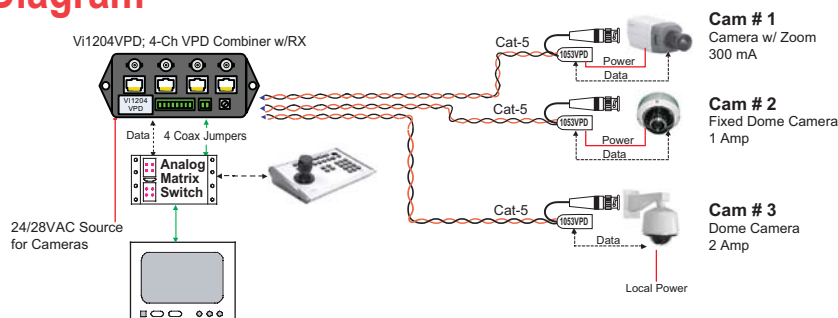 Diagram
Vi1204VPD; 4-Ch VPD Combiner w/RX
VI1204
VPD
Data
4 Coax Jumpers
Analog
Matrix
Switch
24/28VAC Source
for Cameras
Cat-5
1053VPD
Power
Data
Cam # 1
Camera w/ Zoom
300 mA
Cat-5
1053VPD
Power
Data
Cam # 2
Fixed Dome Camera
1 Amp
Cat-5
1053VPD
Data
Local Power
Cam # 3
Dome Camera
2 Amp